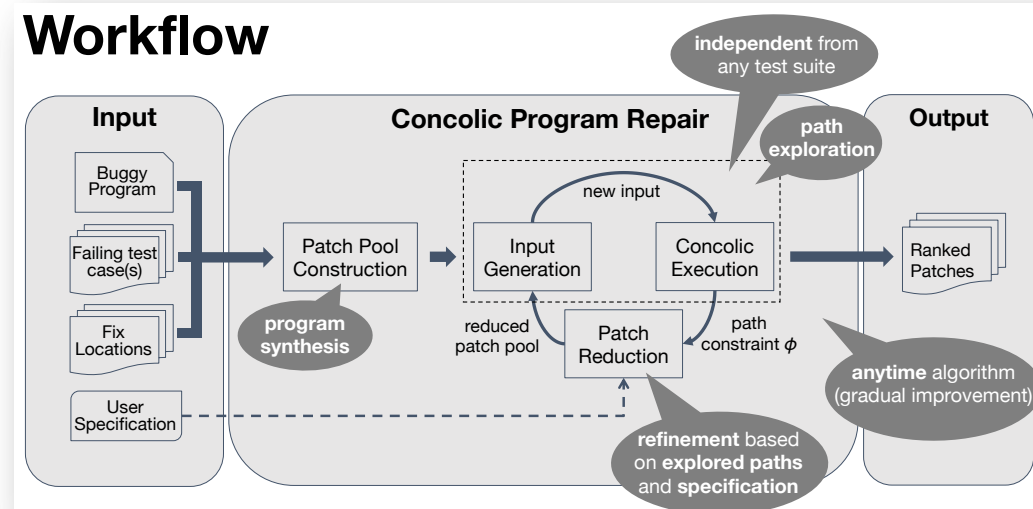 Workflow
independent from
any test suite
Input
Concolic Program Repair
Output
path
exploration
Buggy
Program
new input
Failing test
case(s)
Patch Pool
Construction
Input
Generation
Concolic
Execution
Ranked
Patches
Fix
Locations
program
synthesis
reduced
patch pool
Patch
Reduction
path
constraint ϕ
anytime algorithm
(gradual improvement)
User
Specification
refinement based
on explored paths
and specification